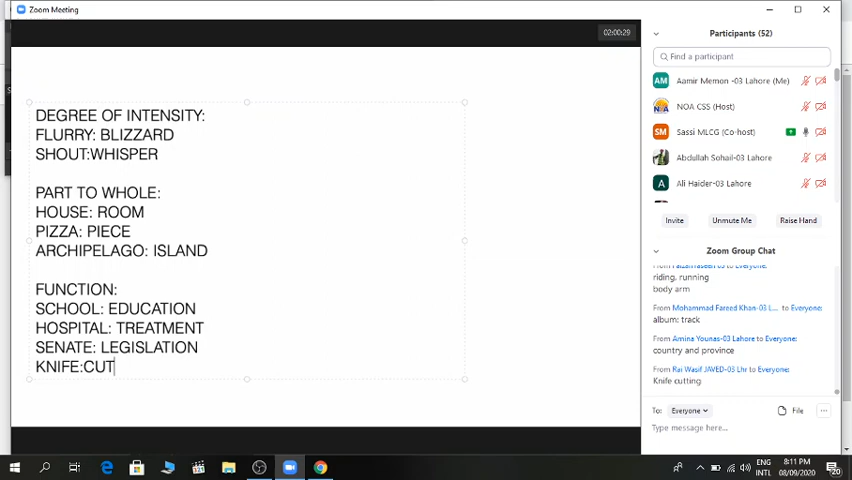 Zoom Meeting
02:00:29
DEGREE OF INTENSITY:
FLURRY: BLIZZARD
SHOUT:WHISPER
PART TO WHOLE:
HOUSE: ROOM
PIZZA: PIECE
ARCHIPELAGO: ISLAND
FUNCTION:
SCHOOL: EDUCATION
HOSPITAL: TREATMENT
SENATE: LEGISLATION
KNIFE:CUT
Participants (52)
Find a participant
AM Aamir Memon -03 Lahore (Me)
NOA CSS (Host)
SM Sassi MLCG (Co-host)
Abdullah Sohail-03 Lahore
A Ali Haider-03 Lahore
Invite Unmute Me Raise Hand
Zoom Group Chat
to Everyone:
riding, running
body arm
From Mohammad Fareed Khan-03 L... to Everyone:
album: track
From Amina Younas-03 Lahore to Everyone:
country and province
From Rai Wasif JAVED-03 Lhr to Everyone:
Knife cutting
To: Everyone File ...
Type message here...
ENG
INTL
8:11 PM
08/09/2020
20